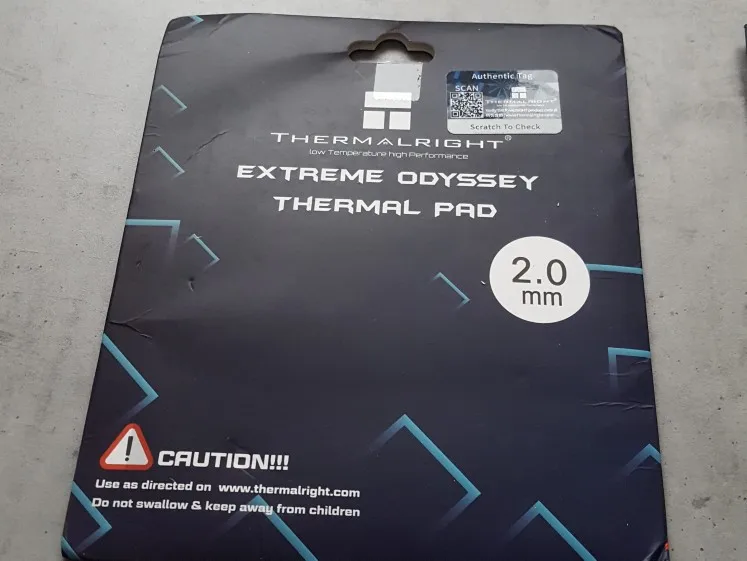 Authentic Tag
SCAN
Scratch To Check
THERMALRIGHT®
low Temperature high Performance
EXTREME ODYSSEY
THERMAL PAD
2.0
mm
! CAUTION!!!
Use as directed on www.thermalright.com
Do not swallow & keep away from children